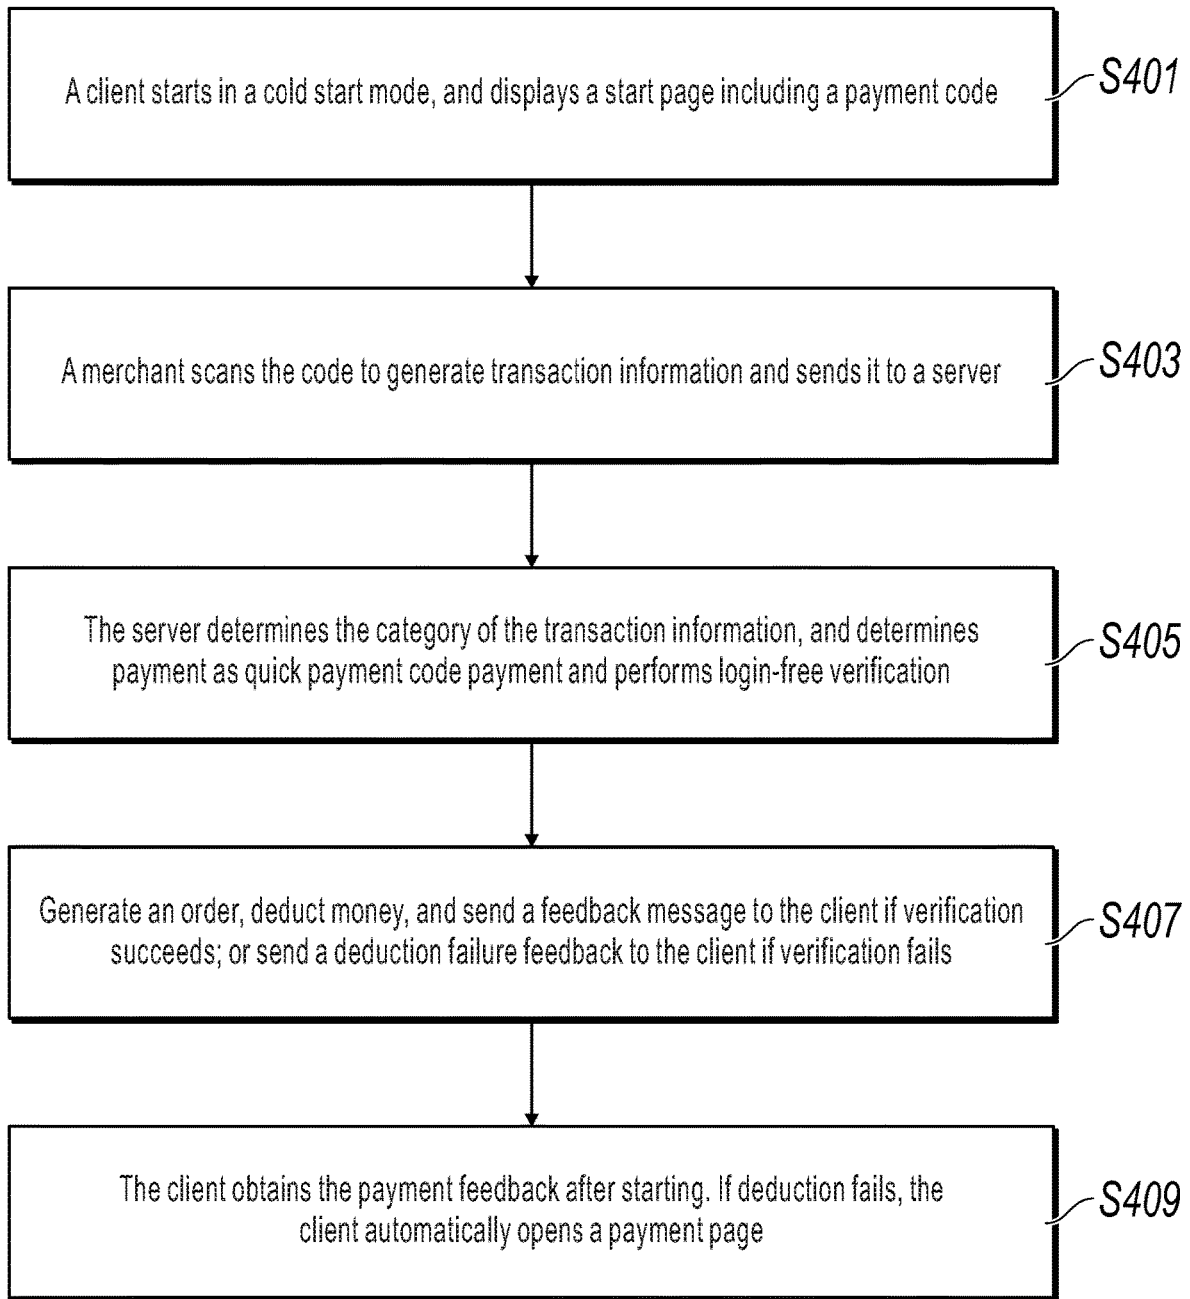 A client starts in a cold start mode, and displays a start page including a payment code
S401
A merchant scans the code to generate transaction information and sends it to a server
S403
The server determines the category of the transaction information, and determines
payment as quick payment code payment and performs login-free verification
S405
Generate an order, deduct money, and send a feedback message to the client if verification
succeeds; or send a deduction failure feedback to the client if verification fails
S407
The client obtains the payment feedback after starting. If deduction fails, the
client automatically opens a payment page
S409